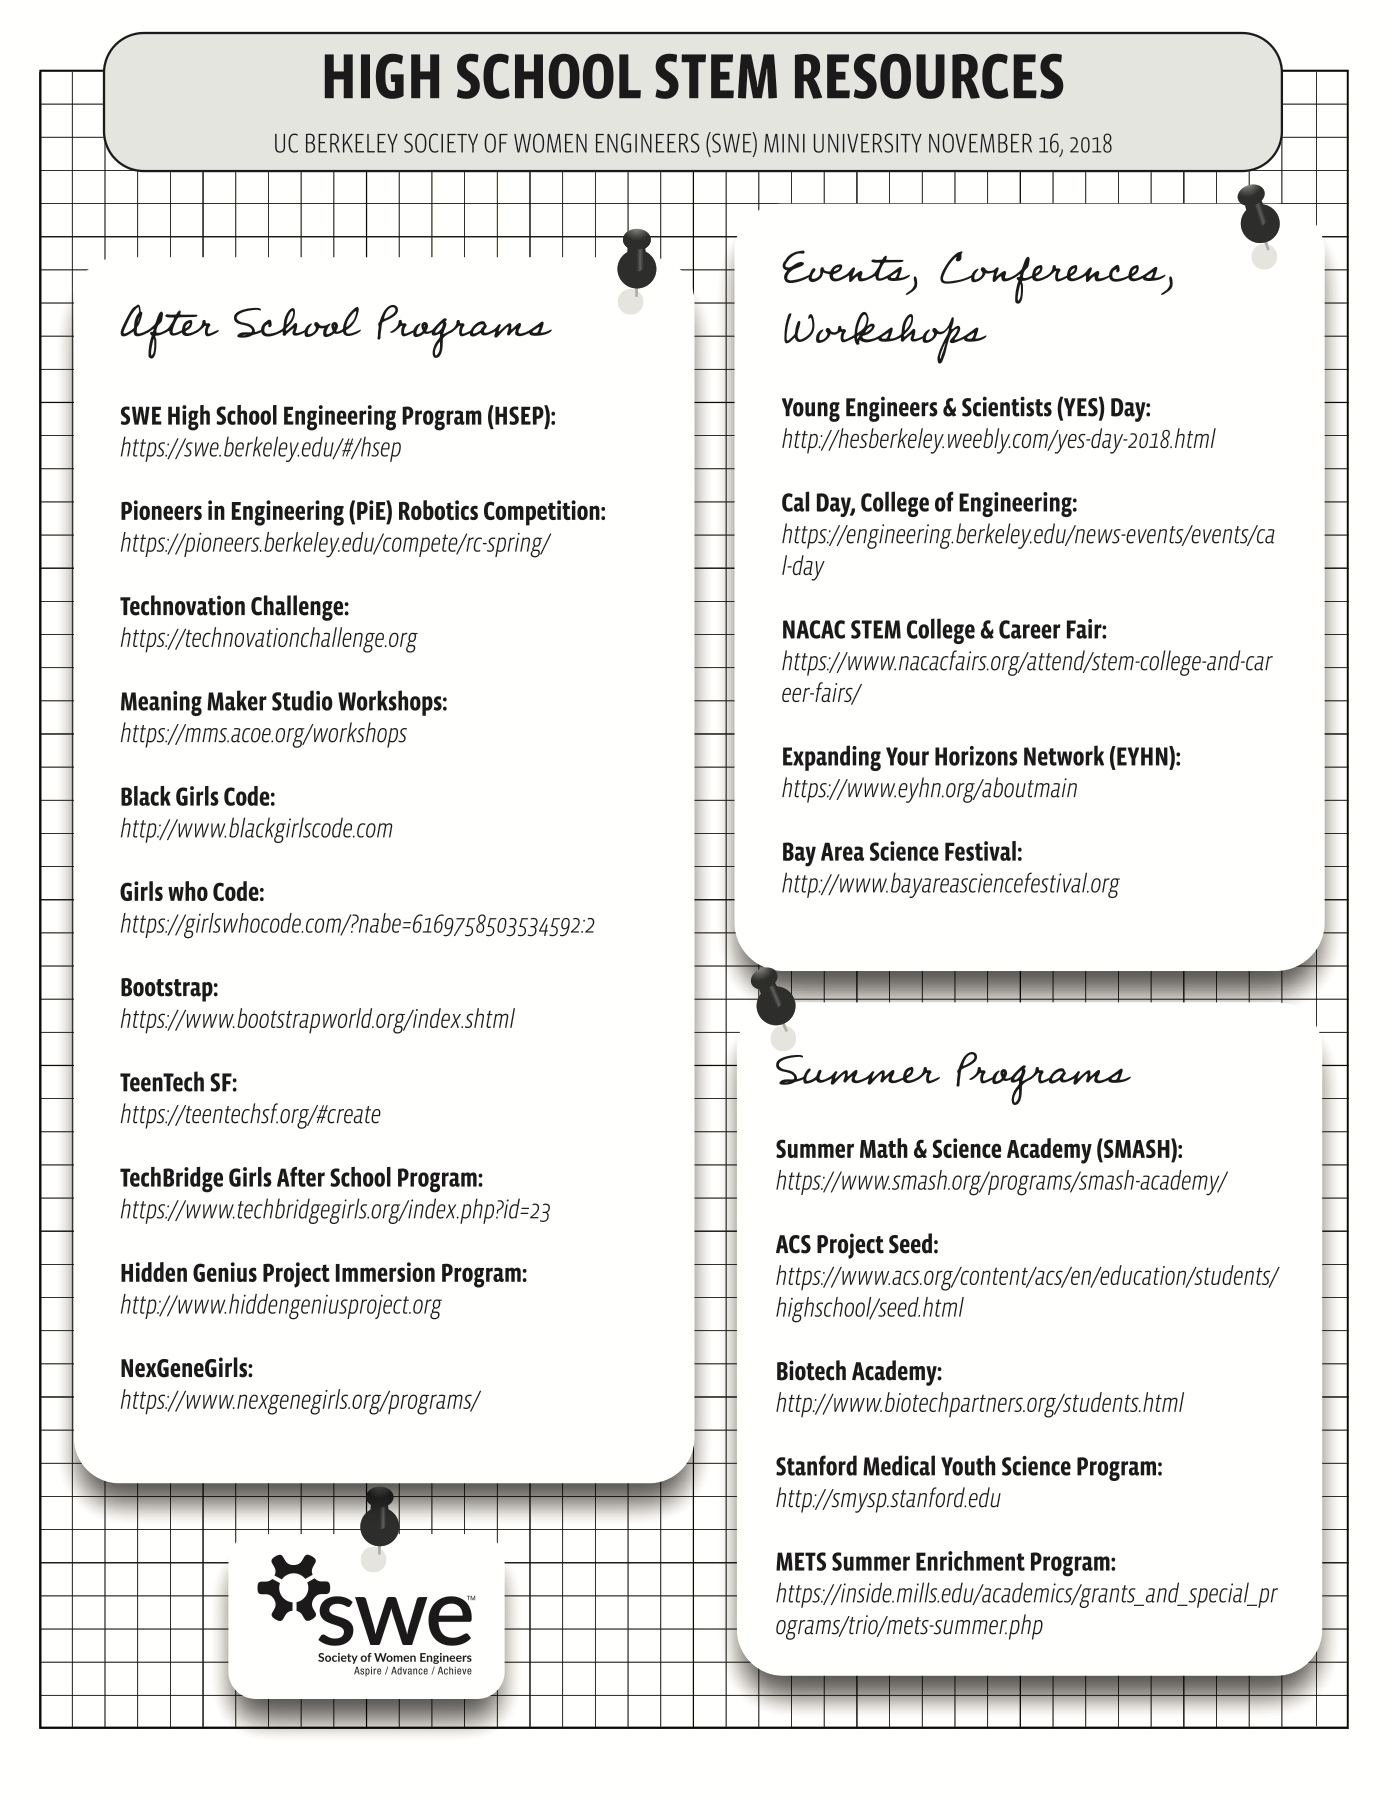 HIGH SCHOOL STEM RESOURCES
UC BERKELEY SOCIETY OF WOMEN ENGINEERS (SWE) MINI UNIVERSITY NOVEMBER 16, 2018
After School Programs
SWE High School Engineering Program (HSEP):
https://swe.berkeley.edu/#/hsep
Pioneers in Engineering (PiE) Robotics Competition:
https://pioneers.berkeley.edu/compete/rc-spring/
Technovation Challenge:
https://technovationchallenge.org
Meaning Maker Studio Workshops:
https://mms.acoe.org/workshops
Black Girls Code:
http://www.blackgirlscode.com
Girls who Code:
https://girlswhocode.com/?nabe=6169758503534592:2
Bootstrap:
https://www.bootstrapworld.org/index.shtml
TeenTech SF:
https://teentechsf.org/#create
TechBridge Girls After School Program:
https://www.techbridgegirls.org/index.php?id=23
Hidden Genius Project Immersion Program:
http://www.hiddengeniusproject.org
NexGeneGirls:
https://www.nexgenegirls.org/programs/
swe™
Society of Women Engineers
Aspire / Advance / Achieve
Events, Conferences,
Workshops
Young Engineers & Scientists (YES) Day:
http://hesberkeley.weebly.com/yes-day-2018.html
Cal Day, College of Engineering:
https://engineering.berkeley.edu/news-events/events/ca
l-day
NACAC STEM College & Career Fair:
https://www.nacacfairs.org/attend/stem-college-and-car
eer-fairs/
Expanding Your Horizons Network (EYHN):
https://www.eyhn.org/aboutmain
Bay Area Science Festival:
http://www.bayareasciencefestival.org
Summer Programs
Summer Math & Science Academy (SMASH):
https://www.smash.org/programs/smash-academy/
ACS Project Seed:
https://www.acs.org/content/acs/en/education/students/
highschool/seed.html
Biotech Academy:
http://www.biotechpartners.org/students.html
Stanford Medical Youth Science Program:
http://smysp.stanford.edu
METS Summer Enrichment Program:
https://inside.mills.edu/academics/grants_and_special_pr
ograms/trio/mets-summer.php